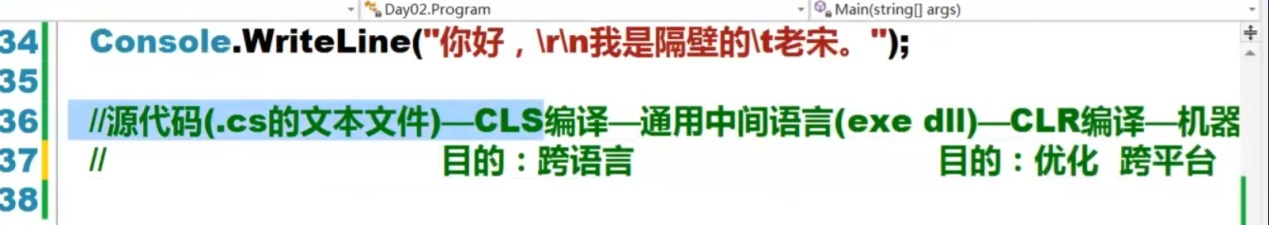 Day02.Program Main(string[] args)
34 Console.WriteLine("你好，\r\n我是隔壁的\t老宋。");
35
36 //源代码(.cs的文本文件)—CLS编译—通用中间语言(exe dll)—CLR编译—机器
37 // 目的：跨语言 目的：优化 跨平台
38